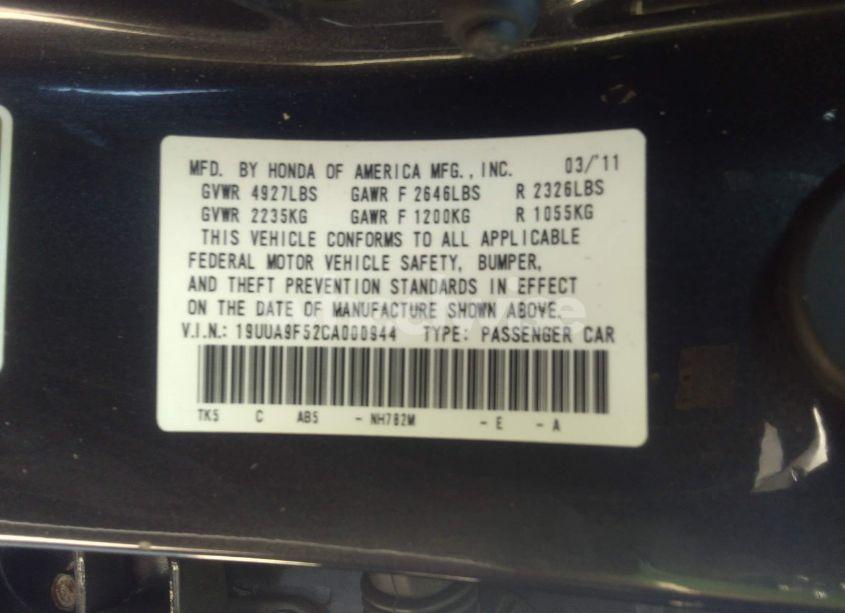 MFD. BY HONDA OF AMERICA MFG., INC. 03/'11
GVWR 4927LBS GAWR F 2646LBS R 2326LBS
GVWR 2235KG GAWR F 1200KG R 1055KG
THIS VEHICLE CONFORMS TO ALL APPLICABLE
FEDERAL MOTOR VEHICLE SAFETY, BUMPER,
AND THEFT PREVENTION STANDARDS IN EFFECT
ON THE DATE OF MANUFACTURE SHOWN ABOVE.
V.I.N.: 19UUA9F52CA000944 TYPE: PASSENGER CAR
TK5 C AB5 - NH782M - E - A